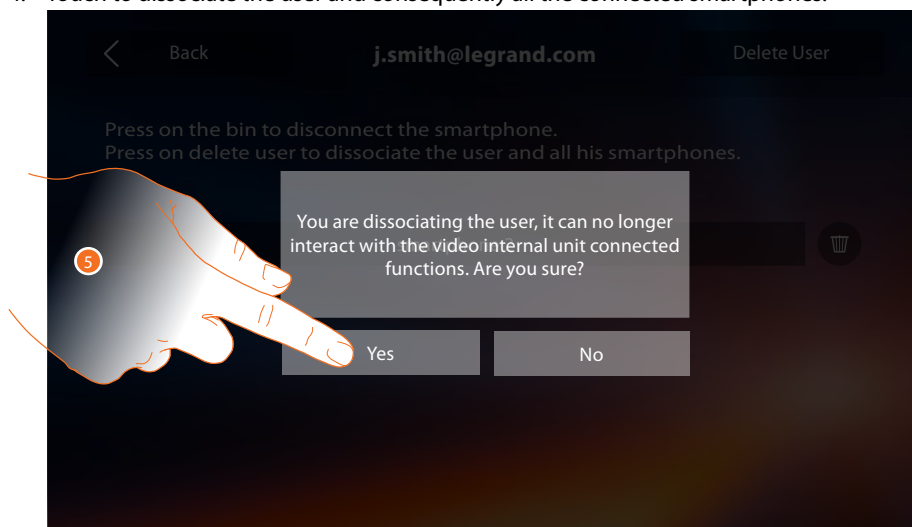 4. Touch to dissociate the user and consequently all the connected smartphones.
Back
j.smith@legrand.com
Delete User
Press on the bin to disconnect the smartphone.
Press on delete user to dissociate the user and all his smartphones.
You are dissociating the user, it can no longer
interact with the video internal unit connected
functions. Are you sure?
5
Yes
No